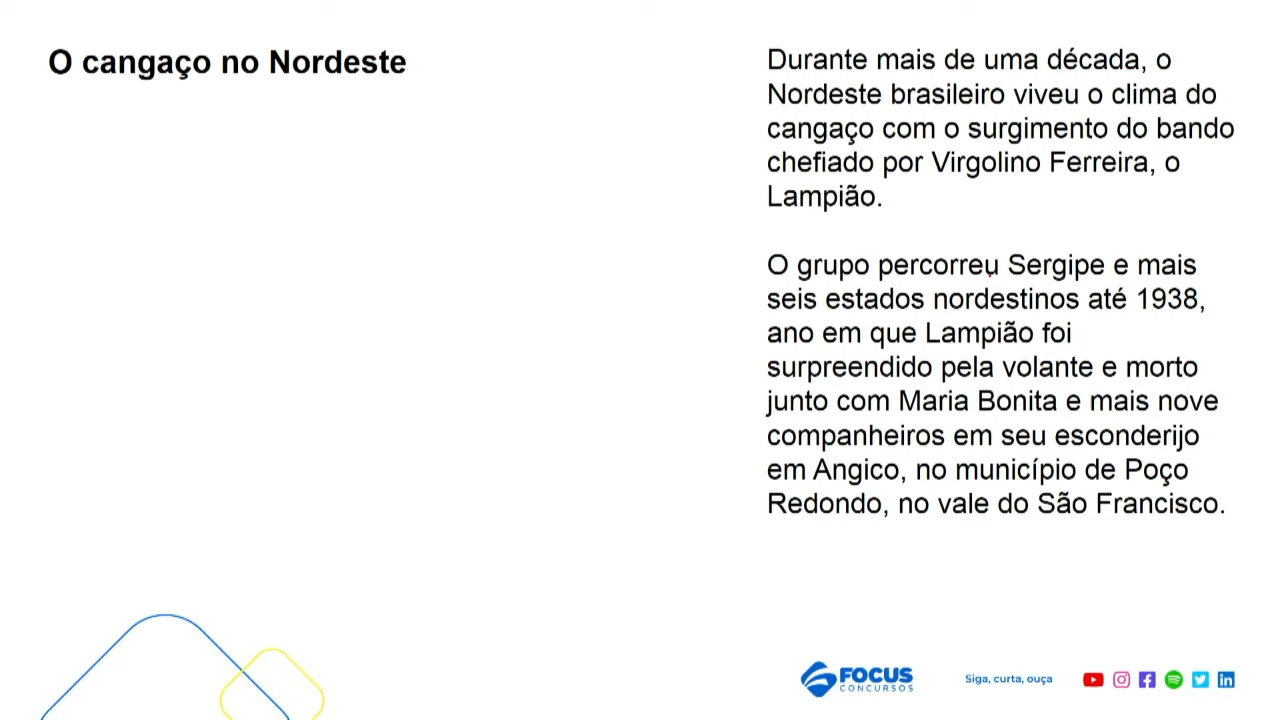 O cangaço no Nordeste
Durante mais de uma década, o
Nordeste brasileiro viveu o clima do
cangaço com o surgimento do bando
chefiado por Virgolino Ferreira, o
Lampião.
O grupo percorreu Sergipe e mais
seis estados nordestinos até 1938,
ano em que Lampião foi
surpreendido pela volante e morto
junto com Maria Bonita e mais nove
companheiros em seu esconderijo
em Angico, no município de Poço
Redondo, no vale do São Francisco.
FOCUS
CONCURSOS
Siga, curta, ouça